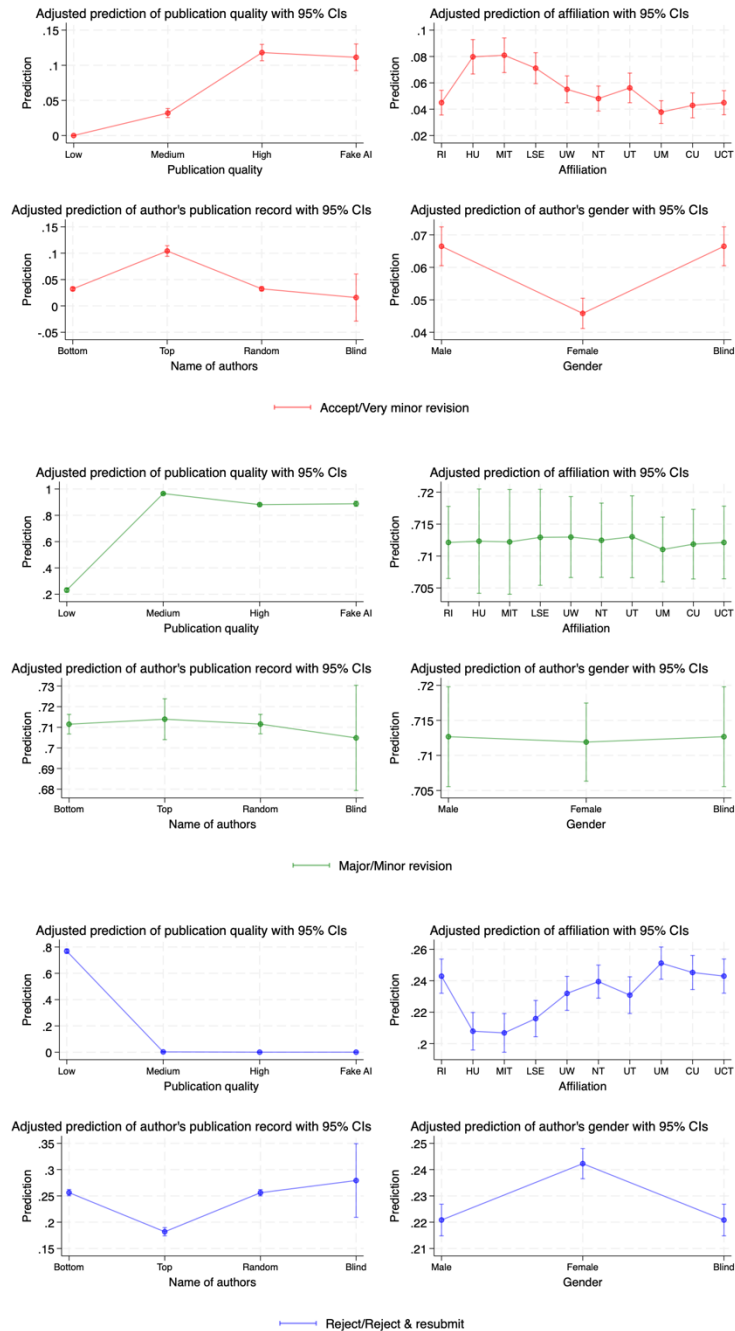 Adjusted prediction of publication quality with 95% CIs
Prediction
.15
.1
.05
0
Low Medium High Fake AI
Publication quality
Adjusted prediction of affiliation with 95% CIs
Prediction
.1
.08
.06
.04
.02
RI HU MIT LSE UW NT UT UM CU UCT
Affiliation
Adjusted prediction of author's publication record with 95% CIs
Prediction
.15
.1
.05
0
-.05
Bottom Top Random Blind
Name of authors
Adjusted prediction of author's gender with 95% CIs
Prediction
.07
.06
.05
.04
Male Female Blind
Gender
Accept/Very minor revision
Adjusted prediction of publication quality with 95% CIs
Prediction
1
.8
.6
.4
.2
Low Medium High Fake AI
Publication quality
Adjusted prediction of affiliation with 95% CIs
Prediction
.72
.715
.71
.705
RI HU MIT LSE UW NT UT UM CU UCT
Affiliation
Adjusted prediction of author's publication record with 95% CIs
Prediction
.73
.72
.71
.7
.69
.68
Bottom Top Random Blind
Name of authors
Adjusted prediction of author's gender with 95% CIs
Prediction
.72
.715
.71
.705
Male Female Blind
Gender
Major/Minor revision
Adjusted prediction of publication quality with 95% CIs
Prediction
.8
.6
.4
.2
0
Low Medium High Fake AI
Publication quality
Adjusted prediction of affiliation with 95% CIs
Prediction
.26
.24
.22
.2
RI HU MIT LSE UW NT UT UM CU UCT
Affiliation
Adjusted prediction of author's publication record with 95% CIs
Prediction
.35
.3
.25
.2
.15
Bottom Top Random Blind
Name of authors
Adjusted prediction of author's gender with 95% CIs
Prediction
.25
.24
.23
.22
.21
Male Female Blind
Gender
Reject/Reject & resubmit